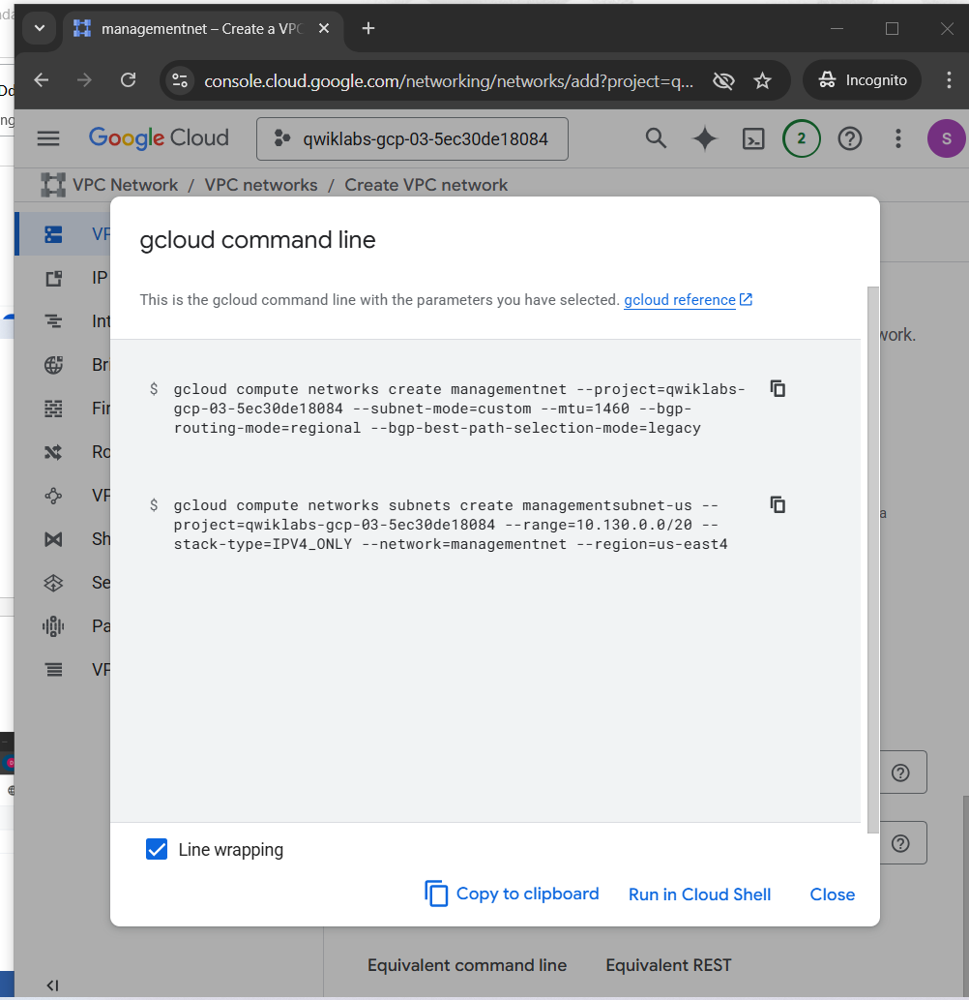 managementnet – Create a VPC
console.cloud.google.com/networking/networks/add?project=q...
Incognito
Google Cloud
qwiklabs-gcp-03-5ec30de18084
2
S
VPC Network / VPC networks / Create VPC network
gcloud command line
This is the gcloud command line with the parameters you have selected. gcloud reference
$ gcloud compute networks create managementnet --project=qwiklabs-
gcp-03-5ec30de18084 --subnet-mode=custom --mtu=1460 --bgp-
routing-mode=regional --bgp-best-path-selection-mode=legacy
$ gcloud compute networks subnets create managementsubnet-us --
project=qwiklabs-gcp-03-5ec30de18084 --range=10.130.0.0/20 --
stack-type=IPV4_ONLY --network=managementnet --region=us-east4
VP
IP
Int
Bri
Fir
Ro
VP
Sh
Se
Pa
VP
work.
a
Line wrapping
Copy to clipboard
Run in Cloud Shell
Close
Equivalent command line
Equivalent REST